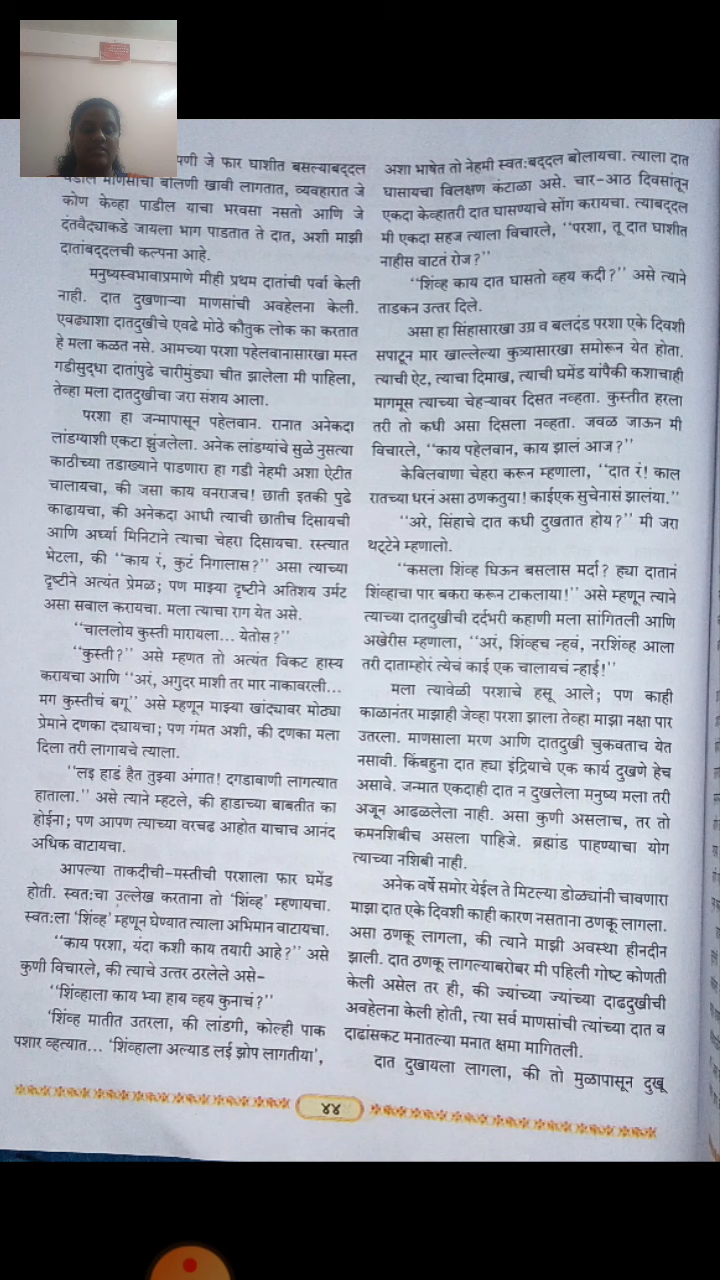 पणी जे फार घाशीत बसल्याबद्दल
वडील माणसांची बोलणी खावी लागतात, व्यवहारात जे
कोण केव्हा पाडील याचा भरवसा नसतो आणि जे
दंतवैद्याकडे जायला भाग पाडतात ते दात, अशी माझी
दातांबद्दलची कल्पना आहे.
मनुष्यस्वभावाप्रमाणे मीही प्रथम दातांची पर्वा केली
नाही. दात दुखणाऱ्या माणसांची अवहेलना केली.
एवढ्याशा दातदुखीचे एवढे मोठे कौतुक लोक का करतात
हे मला कळत नसे. आमच्या परशा पहेलवानासारखा मस्त
गडीसुद्धा दातांपुढे चारीमुंड्या चीत झालेला मी पाहिला,
तेव्हा मला दातदुखीचा जरा संशय आला.
परशा हा जन्मापासून पहेलवान. रानात अनेकदा
लांडग्याशी एकटा झुंजलेला. अनेक लांडग्यांचे सुळे नुसत्या
काठीच्या तडाख्याने पाडणारा हा गडी नेहमी अशा ऐटीत
चालायचा, की जसा काय वनराजच! छाती इतकी पुढे
काढायचा, की अनेकदा आधी त्याची छातीच दिसायची
आणि अर्ध्या मिनिटाने त्याचा चेहरा दिसायचा. रस्त्यात
भेटला, की “काय रं, कुटं निगालास?” असा त्याच्या
दृष्टीने अत्यंत प्रेमळ; पण माझ्या दृष्टीने अतिशय उर्मट
असा सवाल करायचा. मला त्याचा राग येत असे.
“चाललोय कुस्ती मारायला... येतोस?”
“कुस्ती?” असे म्हणत तो अत्यंत विकट हास्य
करायचा आणि “अरं, अगुदर माशी तर मार नाकावरली...
मग कुस्तीचं बगू” असे म्हणून माझ्या खांद्यावर मोठ्या
प्रेमाने दणका द्यायचा; पण गंमत अशी, की दणका मला
दिला तरी लागायचे त्याला.
“लइ हाडं हैत तुझ्या अंगात! दगडावाणी लागत्यात
हाताला.” असे त्याने म्हटले, की हाडाच्या बाबतीत का
होईना; पण आपण त्याच्या वरचढ आहोत याचाच आनंद
अधिक वाटायचा.
आपल्या ताकदीची-मस्तीची परशाला फार घमेंड
होती. स्वत:चा उल्लेख करताना तो ‘शिंव्ह’ म्हणायचा.
स्वत:ला ‘शिंव्ह’ म्हणून घेण्यात त्याला अभिमान वाटायचा.
“काय परशा, यंदा कशी काय तयारी आहे?” असे
कुणी विचारले, की त्याचे उत्तर ठरलेले असे-
“शिंव्हाला काय भ्या हाय व्हय कुनाचं?”
‘शिंव्ह मातीत उतरला, की लांडगी, कोल्ही पाक
पशार व्हत्यात... ‘शिंव्हाला अल्याड लई झोप लागतीया’,
अशा भाषेत तो नेहमी स्वत:बद्दल बोलायचा. त्याला दात
घासायचा विलक्षण कंटाळा असे. चार-आठ दिवसांतून
एकदा केव्हातरी दात घासण्याचे सोंग करायचा. त्याबद्दल
मी एकदा सहज त्याला विचारले, “परशा, तू दात घाशीत
नाहीस वाटतं रोज?”
“शिंव्ह काय दात घासतो व्हय कदी?” असे त्याने
ताडकन उत्तर दिले.
असा हा सिंहासारखा उग्र व बलदंड परशा एके दिवशी
सपाटून मार खाल्लेल्या कुत्र्यासारखा समोरून येत होता.
त्याची ऐट, त्याचा दिमाख, त्याची घमेंड यांपैकी कशाचाही
मागमूस त्याच्या चेहऱ्यावर दिसत नव्हता. कुस्तीत हरला
तरी तो कधी असा दिसला नव्हता. जवळ जाऊन मी
विचारले, “काय पहेलवान, काय झालं आज?”
केविलवाणा चेहरा करून म्हणाला, “दात रं! काल
रातच्या धरनं असा ठणकतुया! काईएक सुचेनासं झालंया.”
“अरे, सिंहाचे दात कधी दुखतात होय?” मी जरा
थट्टेने म्हणालो.
“कसला शिंव्ह घिऊन बसलास मर्दा? ह्या दातानं
शिंव्हाचा पार बकरा करून टाकलाया!” असे म्हणून त्याने
त्याच्या दातदुखीची दर्दभरी कहाणी मला सांगितली आणि
अखेरीस म्हणाला, “अरं, शिंव्हच न्हवं, नरशिंव्ह आला
तरी दाताम्होरं त्येचं काई एक चालायचं न्हाई!”
मला त्यावेळी परशाचे हसू आले; पण काही
काळानंतर माझाही जेव्हा परशा झाला तेव्हा माझा नक्षा पार
उतरला. माणसाला मरण आणि दातदुखी चुकवताच येत
नसावी. किंबहुना दात ह्या इंद्रियाचे एक कार्य दुखणे हेच
असावे. जन्मात एकदाही दात न दुखलेला मनुष्य मला तरी
अजून आढळलेला नाही. असा कुणी असलाच, तर तो
कमनशिबीच असला पाहिजे. ब्रह्मांड पाहण्याचा योग
त्याच्या नशिबी नाही.
अनेक वर्षे समोर येईल ते मिटल्या डोळ्यांनी चावणारा
माझा दात एके दिवशी काही कारण नसताना ठणकू लागला.
असा ठणकू लागला, की त्याने माझी अवस्था हीनदीन
झाली. दात ठणकू लागल्याबरोबर मी पहिली गोष्ट कोणती
केली असेल तर ही, की ज्यांच्या ज्यांच्या दाढदुखीची
अवहेलना केली होती, त्या सर्व माणसांची त्यांच्या दात व
दाढांसकट मनातल्या मनात क्षमा मागितली.
दात दुखायला लागला, की तो मुळापासून दुखू
४४